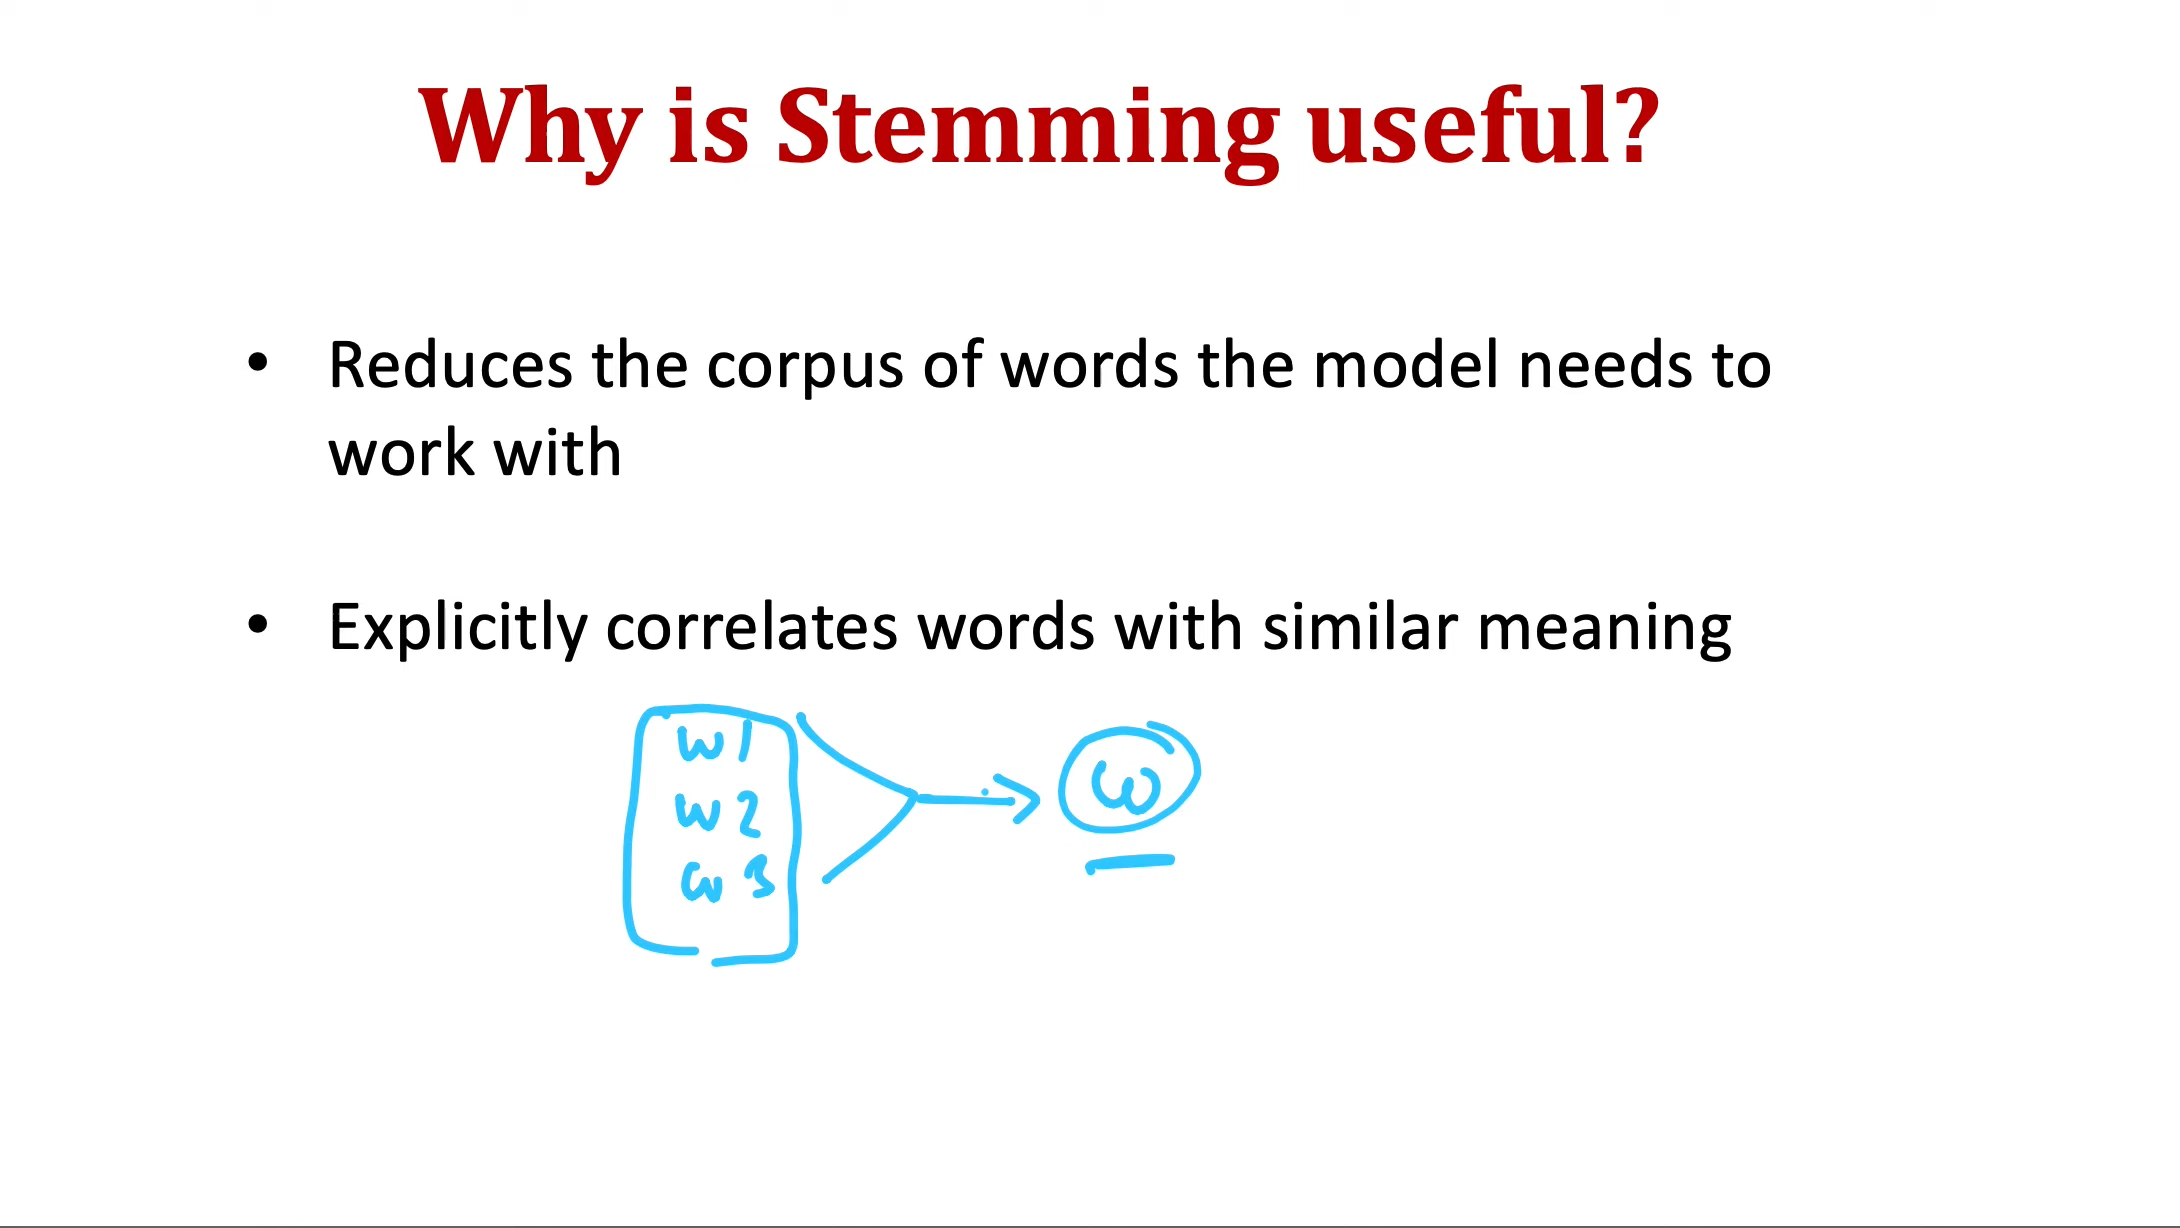 Why is Stemming useful?
• Reduces the corpus of words the model needs to
work with
• Explicitly correlates words with similar meaning
w1
w2
w3
w